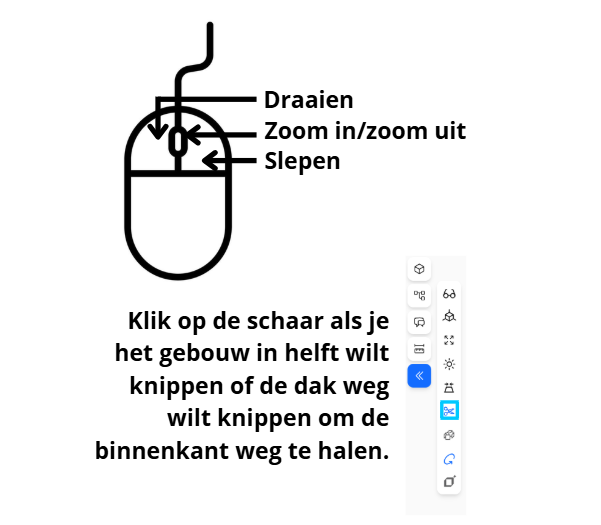 Draaien
Zoom in/zoom uit
Slepen
Klik op de schaar als je
het gebouw in helft wilt
knippen of de dak weg
wilt knippen om de
binnenkant weg te halen.